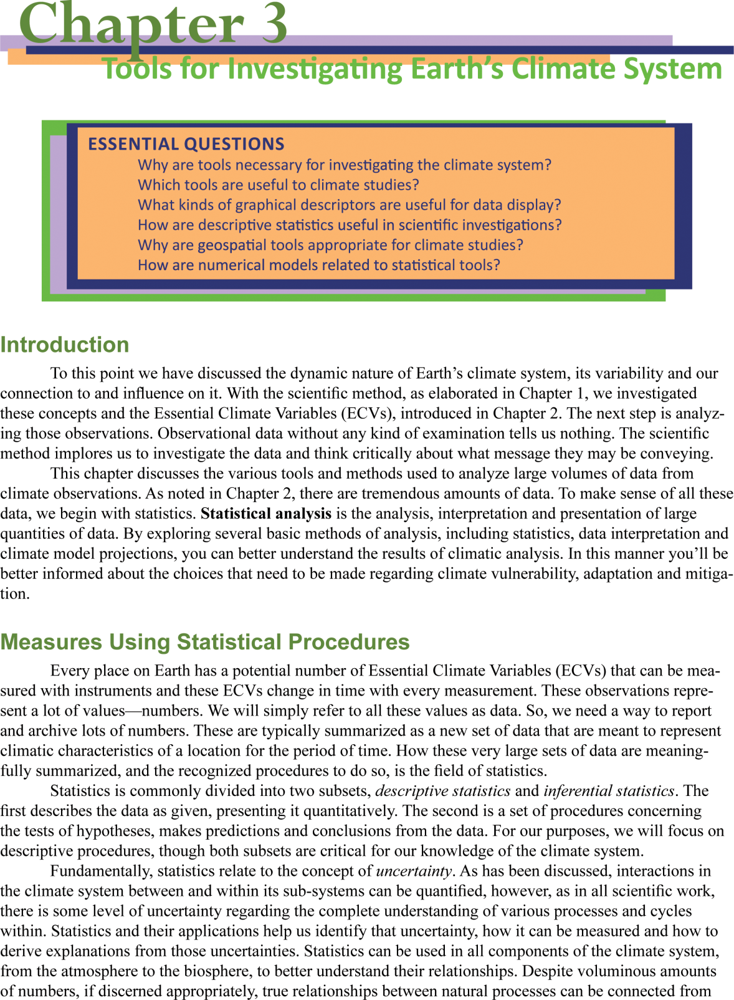 Chapter 3
Tools for Investigating Earth’s Climate System
ESSENTIAL QUESTIONS
Why are tools necessary for investigating the climate system?
Which tools are useful to climate studies?
What kinds of graphical descriptors are useful for data display?
How are descriptive statistics useful in scientific investigations?
Why are geospatial tools appropriate for climate studies?
How are numerical models related to statistical tools?
Introduction
To this point we have discussed the dynamic nature of Earth’s climate system, its variability and our
connection to and influence on it. With the scientific method, as elaborated in Chapter 1, we investigated
these concepts and the Essential Climate Variables (ECVs), introduced in Chapter 2. The next step is analyz-
ing those observations. Observational data without any kind of examination tells us nothing. The scientific
method implores us to investigate the data and think critically about what message they may be conveying.
This chapter discusses the various tools and methods used to analyze large volumes of data from
climate observations. As noted in Chapter 2, there are tremendous amounts of data. To make sense of all these
data, we begin with statistics. Statistical analysis is the analysis, interpretation and presentation of large
quantities of data. By exploring several basic methods of analysis, including statistics, data interpretation and
climate model projections, you can better understand the results of climatic analysis. In this manner you’ll be
better informed about the choices that need to be made regarding climate vulnerability, adaptation and mitiga-
tion.
Measures Using Statistical Procedures
Every place on Earth has a potential number of Essential Climate Variables (ECVs) that can be mea-
sured with instruments and these ECVs change in time with every measurement. These observations repre-
sent a lot of values—numbers. We will simply refer to all these values as data. So, we need a way to report
and archive lots of numbers. These are typically summarized as a new set of data that are meant to represent
climatic characteristics of a location for the period of time. How these very large sets of data are meaning-
fully summarized, and the recognized procedures to do so, is the field of statistics.
Statistics is commonly divided into two subsets, descriptive statistics and inferential statistics. The
first describes the data as given, presenting it quantitatively. The second is a set of procedures concerning
the tests of hypotheses, makes predictions and conclusions from the data. For our purposes, we will focus on
descriptive procedures, though both subsets are critical for our knowledge of the climate system.
Fundamentally, statistics relate to the concept of uncertainty. As has been discussed, interactions in
the climate system between and within its sub-systems can be quantified, however, as in all scientific work,
there is some level of uncertainty regarding the complete understanding of various processes and cycles
within. Statistics and their applications help us identify that uncertainty, how it can be measured and how to
derive explanations from those uncertainties. Statistics can be used in all components of the climate system,
from the atmosphere to the biosphere, to better understand their relationships. Despite voluminous amounts
of numbers, if discerned appropriately, true relationships between natural processes can be connected from